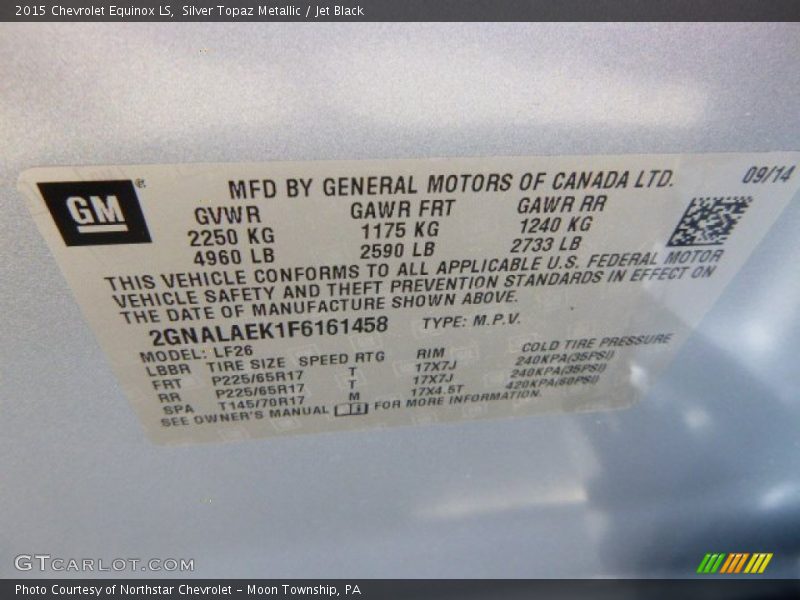 2015 Chevrolet Equinox LS,  Silver Topaz Metallic / Jet Black
GM ®
MFD BY GENERAL MOTORS OF CANADA LTD. 09/14
GVWR GAWR FRT GAWR RR
2250 KG 1175 KG 1240 KG
4960 LB 2590 LB 2733 LB
THIS VEHICLE CONFORMS TO ALL APPLICABLE U.S. FEDERAL MOTOR
VEHICLE SAFETY AND THEFT PREVENTION STANDARDS IN EFFECT ON
THE DATE OF MANUFACTURE SHOWN ABOVE.
2GNALAEK1F6161458 TYPE: M.P.V.
MODEL: LF26
LBBR TIRE SIZE SPEED RTG RIM COLD TIRE PRESSURE
FRT P225/65R17 T 17X7J 240KPA(35PSI)
RR P225/65R17 T 17X7J 240KPA(35PSI)
SPA T145/70R17 M 17X4.5T 420KPA(60PSI)
SEE OWNER'S MANUAL FOR MORE INFORMATION.
GTCARLOT.COM
Photo Courtesy of Northstar Chevrolet - Moon Township, PA